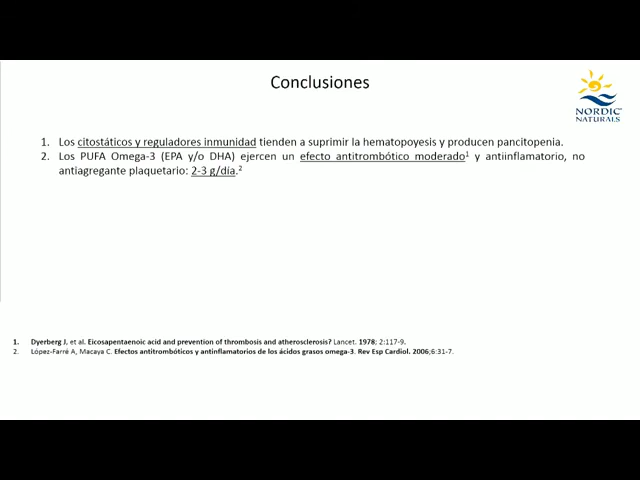 Conclusiones
NORDIC
NATURALS
1. Los citostáticos y reguladores inmunidad tienden a suprimir la hematopoyesis y producen pancitopenia.
2. Los PUFA Omega-3 (EPA y/o DHA) ejercen un efecto antitrombótico moderado¹ y antiinflamatorio, no
antiagregante plaquetario: 2-3 g/día.²
1. Dyerberg J, et al. Eicosapentaenoic acid and prevention of thrombosis and atherosclerosis? Lancet. 1978; 2:117-9.
2. López-Farré A, Macaya C. Efectos antitrombóticos y antinflamatorios de los ácidos grasos omega-3. Rev Esp Cardiol. 2006;6:31-7.